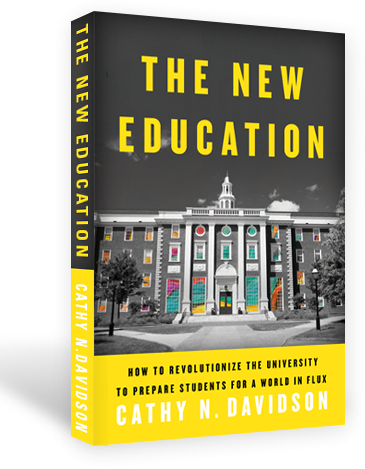 THE NEW
EDUCATION
HOW TO REVOLUTIONIZE THE UNIVERSITY
TO PREPARE STUDENTS FOR A WORLD IN FLUX
CATHY N. DAVIDSON
THE NEW EDUCATION
CATHY N. DAVIDSON